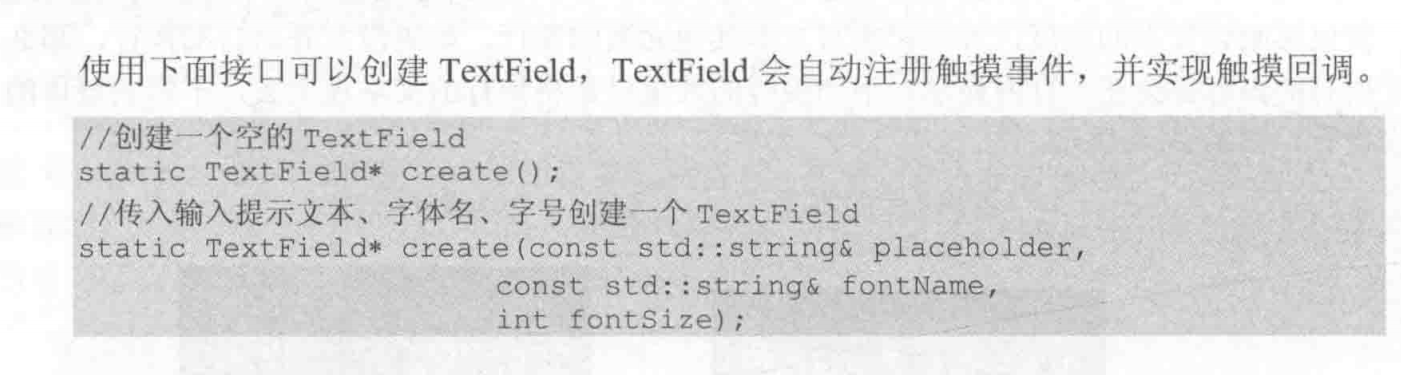 使用下面接口可以创建 TextField，TextField 会自动注册触摸事件，并实现触摸回调。
//创建一个空的 TextField
static TextField* create();
//传入输入提示文本、字体名、字号创建一个 TextField
static TextField* create(const std::string& placeholder,
const std::string& fontName,
int fontSize);